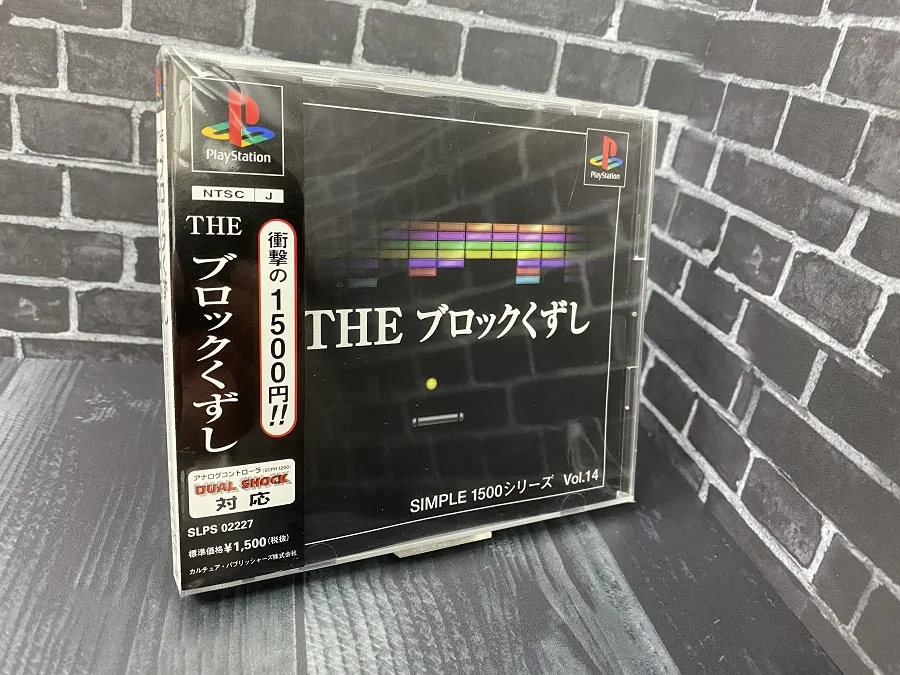 PlayStation
NTSC J
THE ブロックくずし
衝撃の1500円!!
アナログコントローラ(SCPH-1200)
DUAL SHOCK
対応
SLPS 02227
標準価格¥1,500(税抜)
カルチュア・パブリッシャーズ株式会社
PlayStation
THE ブロックくずし
SIMPLE 1500シリーズ Vol.14